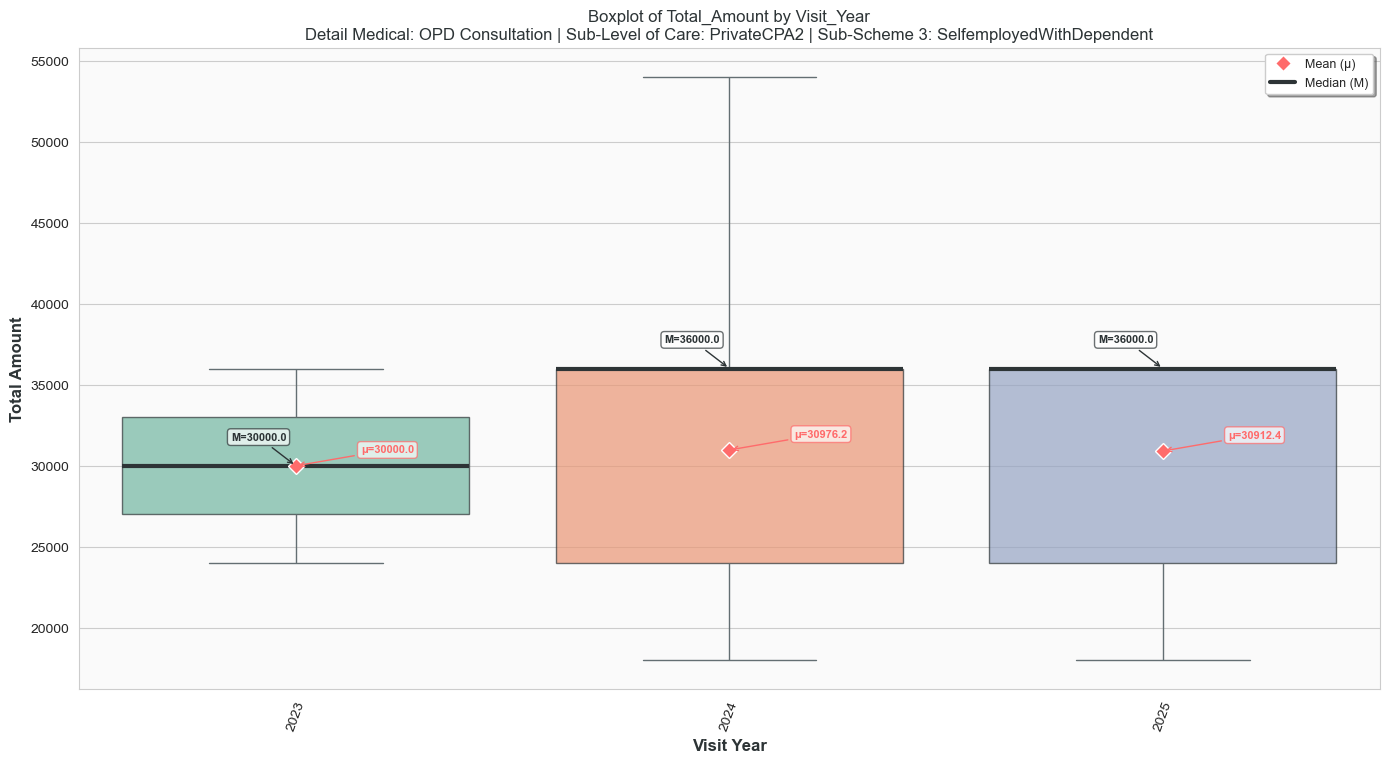 Boxplot of Total_Amount by Visit_Year
Detail Medical: OPD Consultation | Sub-Level of Care: PrivateCPA2 | Sub-Scheme 3: SelfemployedWithDependent
Mean (μ)
Median (M)
Total Amount
55000
50000
45000
40000
35000
30000
25000
20000
M=30000.0
μ=30000.0
M=36000.0
μ=30976.2
M=36000.0
μ=30912.4
2023
2024
2025
Visit Year